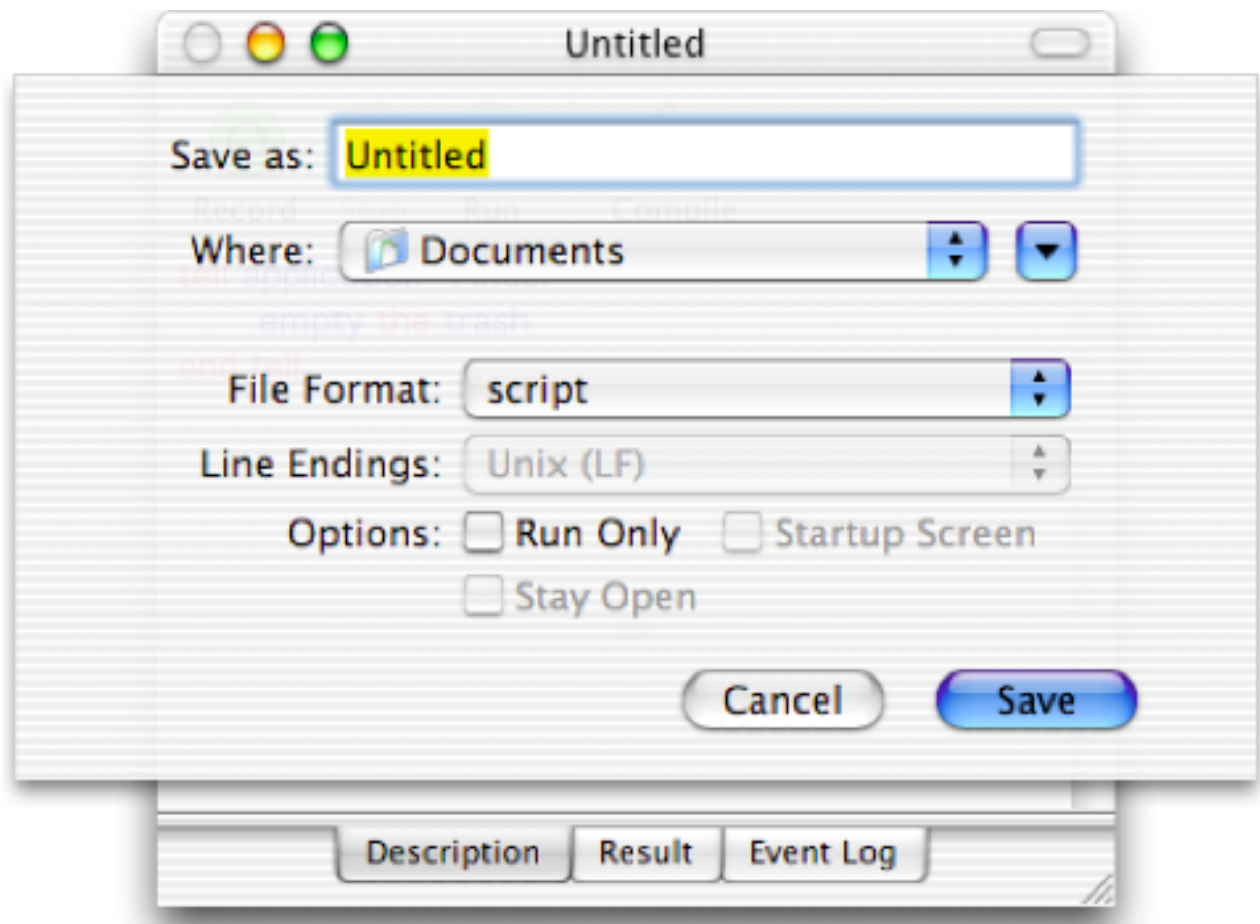 Untitled
Save as: Untitled
Record Stop Run Compile
Where: Documents
tell application "Finder"
empty the trash
end tell
File Format: script
Line Endings: Unix (LF)
Options: Run Only Startup Screen
Stay Open
Cancel Save
Description Result Event Log